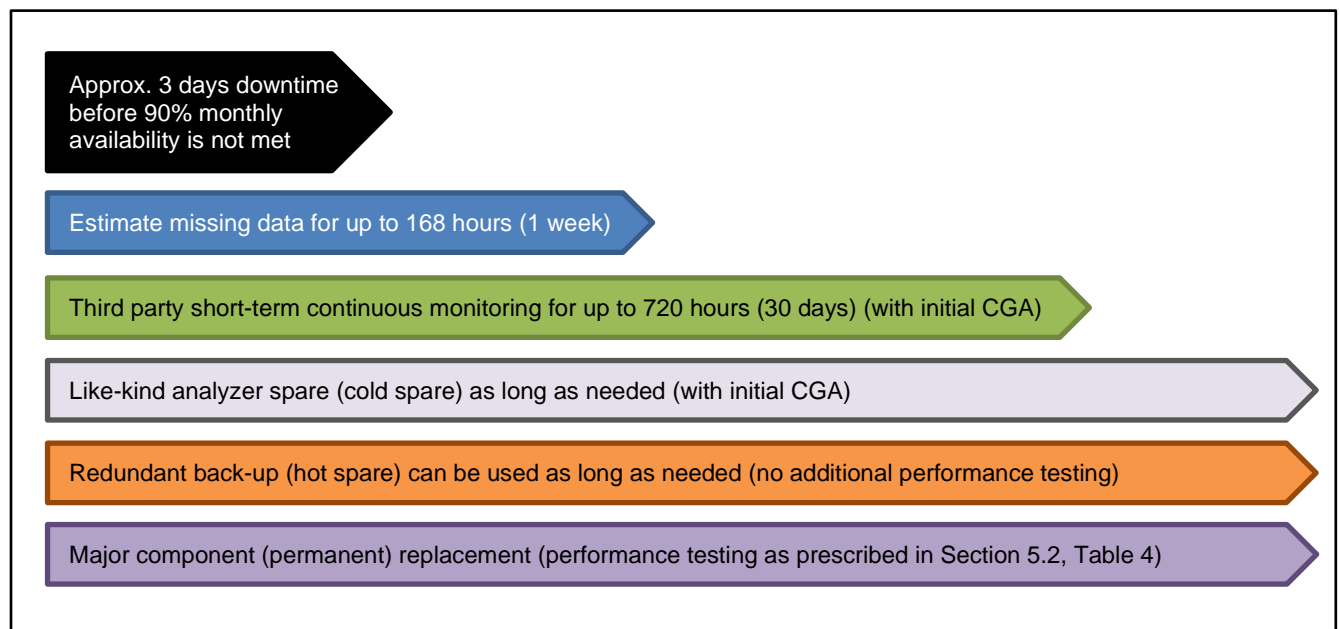 Approx. 3 days downtime
before 90% monthly
availability is not met
Estimate missing data for up to 168 hours (1 week)
Third party short-term continuous monitoring for up to 720 hours (30 days) (with initial CGA)
Like-kind analyzer spare (cold spare) as long as needed (with initial CGA)
Redundant back-up (hot spare) can be used as long as needed (no additional performance testing)
Major component (permanent) replacement (performance testing as prescribed in Section 5.2, Table 4)